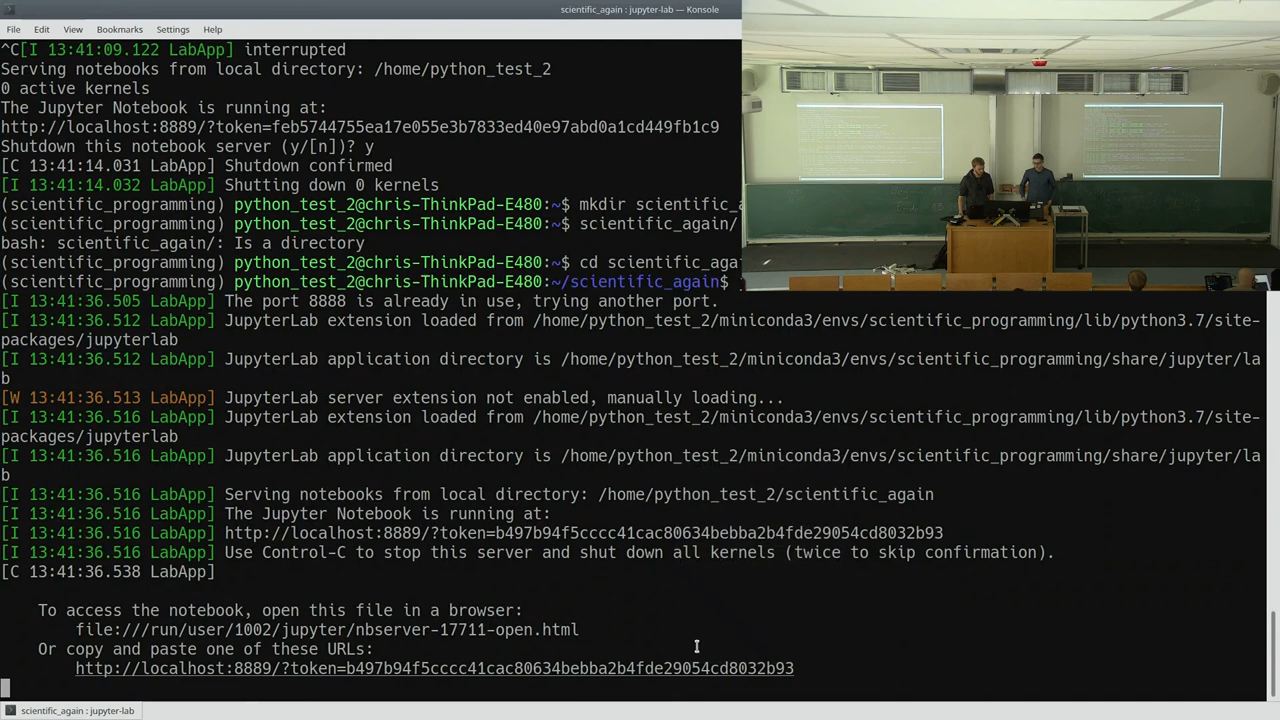 scientific_again : jupyter-lab — Konsole
File Edit View Bookmarks Settings Help
^C[I 13:41:09.122 LabApp] interrupted
Serving notebooks from local directory: /home/python_test_2
0 active kernels
The Jupyter Notebook is running at:
http://localhost:8889/?token=feb5744755ea17e055e3b7833ed40e97abd0a1cd449fb1c9
Shutdown this notebook server (y/[n])? y
[C 13:41:14.031 LabApp] Shutdown confirmed
[I 13:41:14.032 LabApp] Shutting down 0 kernels
(scientific_programming) python_test_2@chris-ThinkPad-E480:~$ mkdir scientific_a
(scientific_programming) python_test_2@chris-ThinkPad-E480:~$ scientific_again/
bash: scientific_again/: Is a directory
(scientific_programming) python_test_2@chris-ThinkPad-E480:~$ cd scientific_agai
(scientific_programming) python_test_2@chris-ThinkPad-E480:~/scientific_again$
[I 13:41:36.505 LabApp] The port 8888 is already in use, trying another port.
[I 13:41:36.512 LabApp] JupyterLab extension loaded from /home/python_test_2/miniconda3/envs/scientific_programming/lib/python3.7/site-
packages/jupyterlab
[I 13:41:36.512 LabApp] JupyterLab application directory is /home/python_test_2/miniconda3/envs/scientific_programming/share/jupyter/la
b
[W 13:41:36.513 LabApp] JupyterLab server extension not enabled, manually loading...
[I 13:41:36.516 LabApp] JupyterLab extension loaded from /home/python_test_2/miniconda3/envs/scientific_programming/lib/python3.7/site-
packages/jupyterlab
[I 13:41:36.516 LabApp] JupyterLab application directory is /home/python_test_2/miniconda3/envs/scientific_programming/share/jupyter/la
b
[I 13:41:36.516 LabApp] Serving notebooks from local directory: /home/python_test_2/scientific_again
[I 13:41:36.516 LabApp] The Jupyter Notebook is running at:
[I 13:41:36.516 LabApp] http://localhost:8889/?token=b497b94f5cccc41cac80634bebba2b4fde29054cd8032b93
[I 13:41:36.516 LabApp] Use Control-C to stop this server and shut down all kernels (twice to skip confirmation).
[C 13:41:36.538 LabApp]
To access the notebook, open this file in a browser:
file:///run/user/1002/jupyter/nbserver-17711-open.html
Or copy and paste one of these URLs:
http://localhost:8889/?token=b497b94f5cccc41cac80634bebba2b4fde29054cd8032b93
scientific_again : jupyter-lab